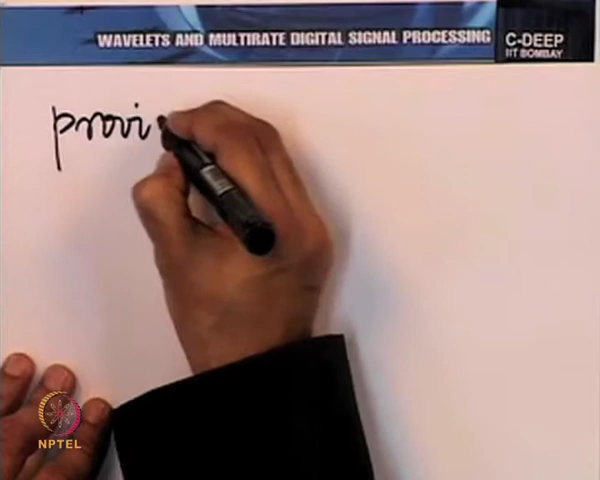 WAVELETS AND MULTIRATE DIGITAL SIGNAL PROCESSING
C-DEEP
IIT BOMBAY
provi
NPTEL